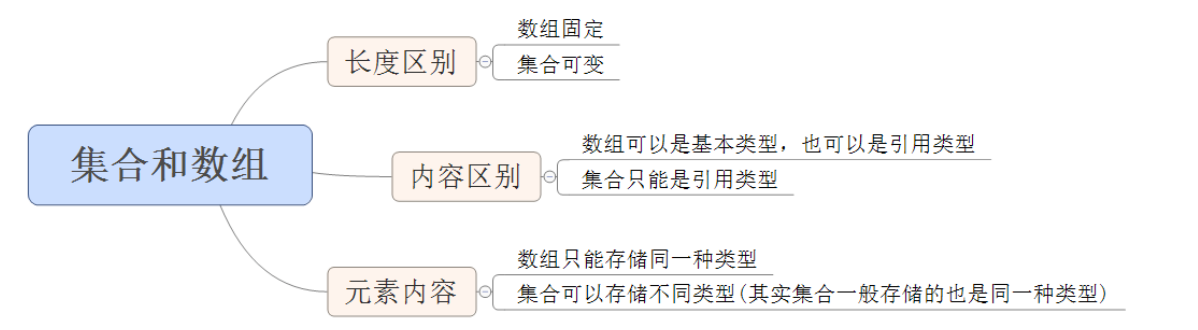 集合和数组
长度区别
数组固定
集合可变
内容区别
数组可以是基本类型，也可以是引用类型
集合只能是引用类型
元素内容
数组只能存储同一种类型
集合可以存储不同类型(其实集合一般存储的也是同一种类型)